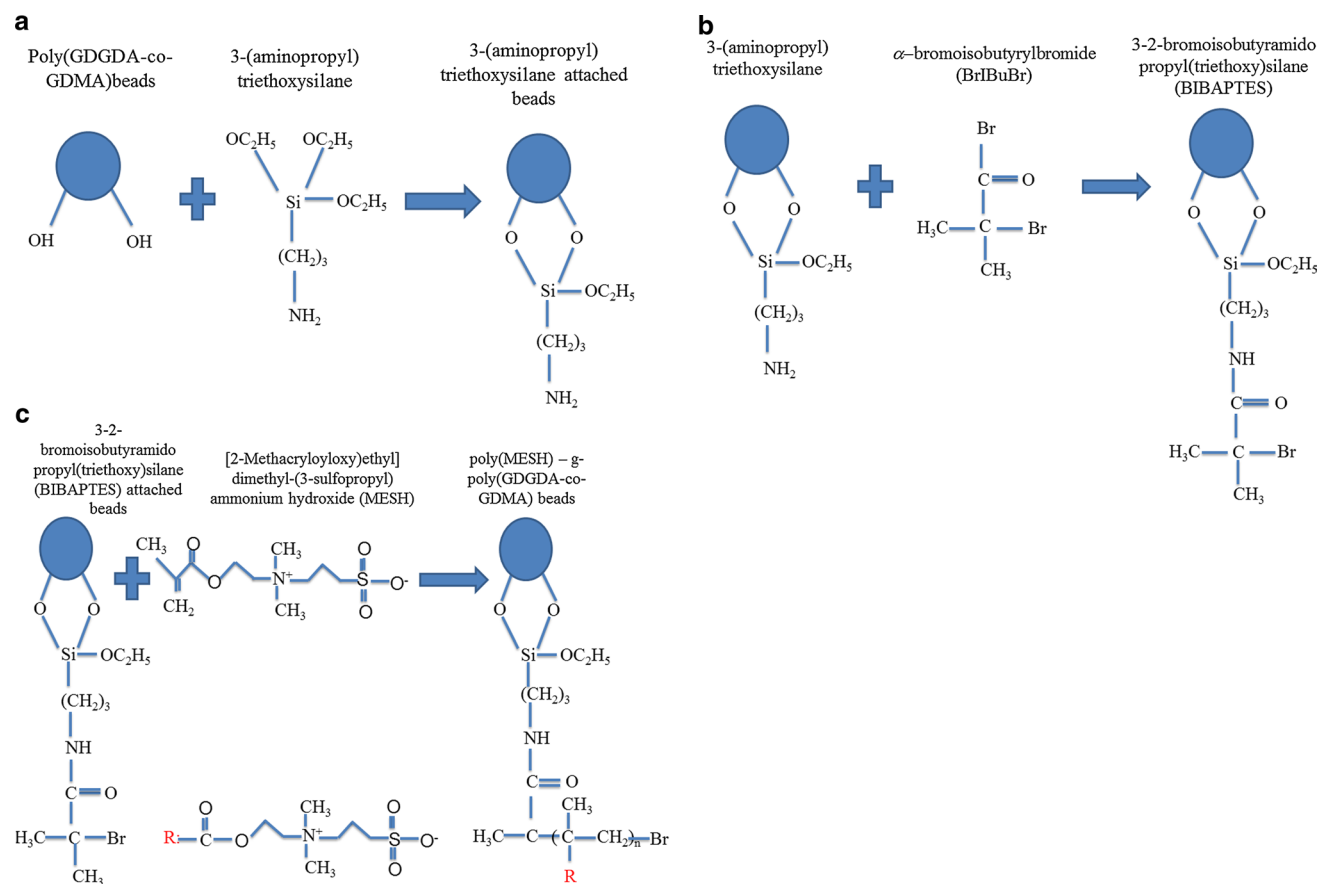 a
Poly(GDGDA-co-
GDMA)beads
3-(aminopropyl)
triethoxysilane
3-(aminopropyl)
triethoxysilane attached
beads
OH
OH
OC2H5
OC2H5
Si
OC2H5
(CH2)3
NH2
O
O
Si
OC2H5
(CH2)3
NH2
b
3-(aminopropyl)
triethoxysilane
α–bromoisobutyrylbromide
(BrIBuBr)
3-2-bromoisobutyramido
propyl(triethoxy)silane
(BIBAPTES)
O
O
Si
OC2H5
(CH2)3
NH2
Br
C
O
H3C
C
Br
CH3
O
O
Si
OC2H5
(CH2)3
NH
C
O
H3C
C
Br
CH3
c
3-2-
bromoisobutyramido
propyl(triethoxy)silane
(BIBAPTES) attached
beads
[2-Methacryloyloxy)ethyl]
dimethyl-(3-sulfopropyl)
ammonium hydroxide (MESH)
poly(MESH) – g-
poly(GDGDA-co-
GDMA) beads
O
O
Si
OC2H5
(CH2)3
NH
C
O
H3C
C
Br
CH3
CH3
O
CH2
O
CH3
N+
CH3
O
S
O-
O
R
O
C
O
CH3
N+
CH3
O
S
O-
O
O
O
Si
OC2H5
(CH2)3
NH
C
O
CH3
H3C
C
(
C
CH2)n
Br
R